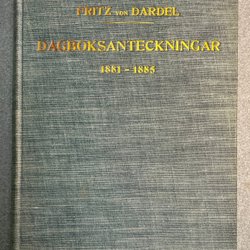 FRITZ VON DARDEL
DAGBOKSANTECKNINGAR
1881 – 1885